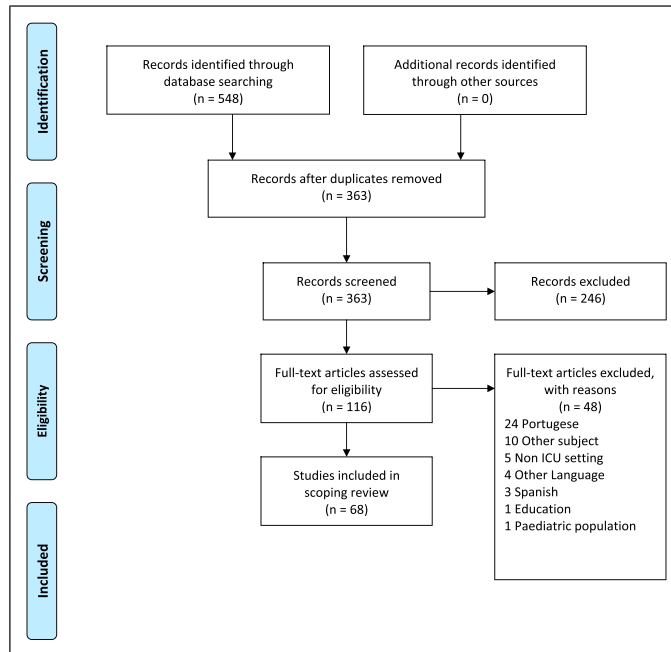 Identification
Records identified through
database searching
(n = 548)
Additional records identified
through other sources
(n = 0)
Records after duplicates removed
(n = 363)
Screening
Records screened
(n = 363)
Records excluded
(n = 246)
Eligibility
Full-text articles assessed
for eligibility
(n = 116)
Full-text articles excluded,
with reasons
(n = 48)
24 Portugese
10 Other subject
5 Non ICU setting
4 Other Language
3 Spanish
1 Education
1 Paediatric population
Studies included in
scoping review
(n = 68)
Included